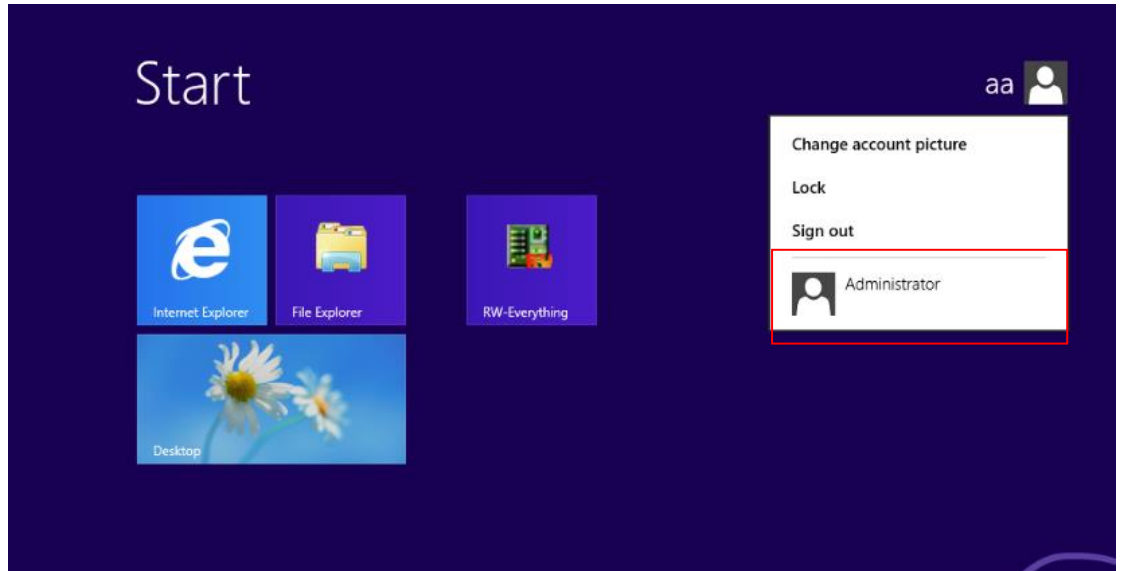 Start
aa
Change account picture
Lock
Sign out
Administrator
Internet Explorer
File Explorer
RW-Everything
Desktop